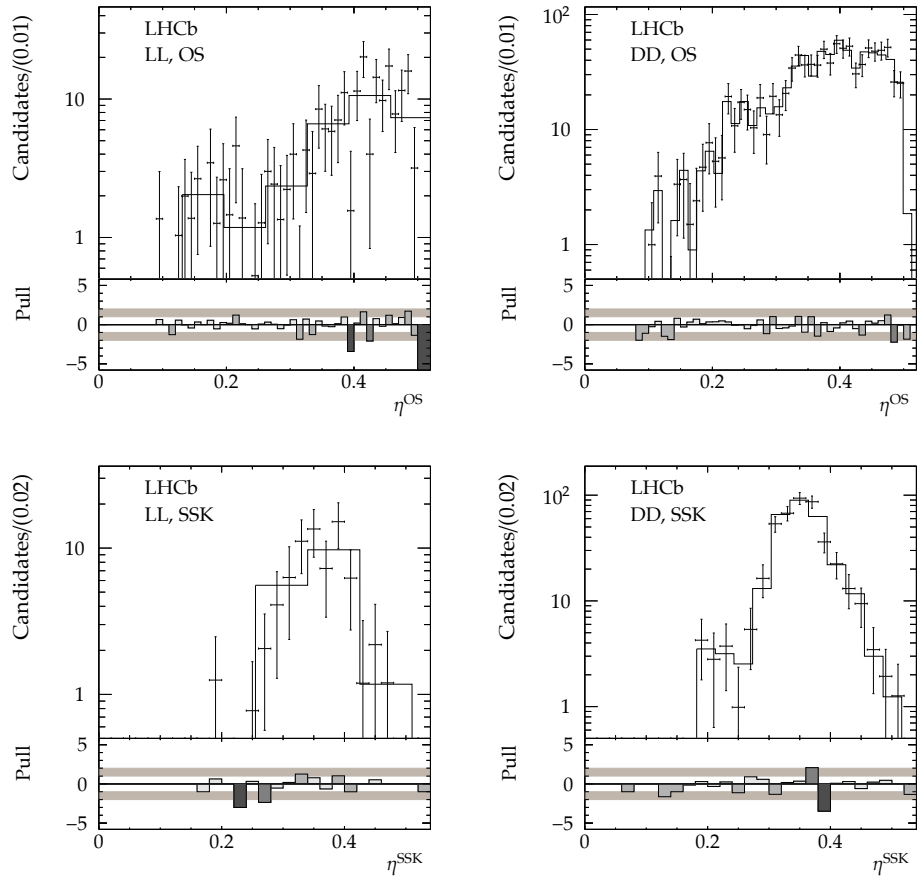 LHCb
LL, OS
Candidates/(0.01)
10
1
Pull
5
0
−5
0
0.2
0.4
η^OS
LHCb
DD, OS
Candidates/(0.01)
10^2
10
1
Pull
5
0
−5
0
0.2
0.4
η^OS
LHCb
LL, SSK
Candidates/(0.02)
10
1
Pull
5
0
−5
0
0.2
0.4
η^SSK
LHCb
DD, SSK
Candidates/(0.02)
10^2
10
1
Pull
5
0
−5
0
0.2
0.4
η^SSK